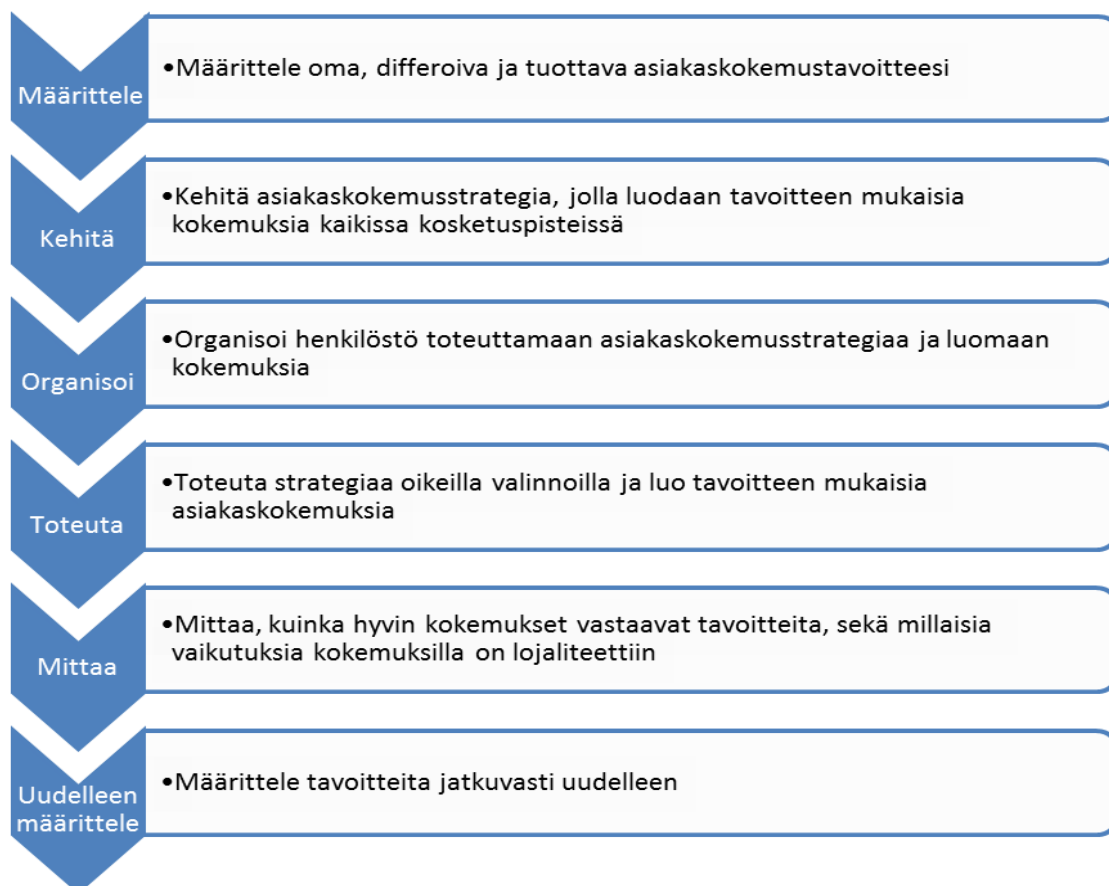 Määrittele
•Määrittele oma, differoiva ja tuottava asiakaskokemustavoitteesi
Kehitä
•Kehitä asiakaskokemusstrategia, jolla luodaan tavoitteen mukaisia
kokemuksia kaikissa kosketuspisteissä
Organisoi
•Organisoi henkilöstö toteuttamaan asiakaskokemusstrategiaa ja luomaan
kokemuksia
Toteuta
•Toteuta strategiaa oikeilla valinnoilla ja luo tavoitteen mukaisia
asiakaskokemuksia
Mittaa
•Mittaa, kuinka hyvin kokemukset vastaavat tavoitteita, sekä millaisia
vaikutuksia kokemuksilla on lojaliteettiin
Uudelleen
määrittele
•Määrittele tavoitteita jatkuvasti uudelleen